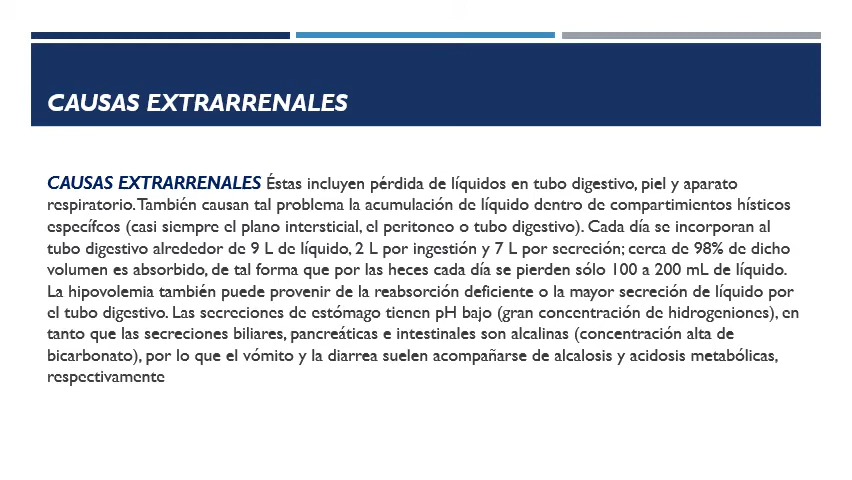 CAUSAS EXTRARRENALES
CAUSAS EXTRARRENALES Éstas incluyen pérdida de líquidos en tubo digestivo, piel y aparato
respiratorio. También causan tal problema la acumulación de líquido dentro de compartimientos hísticos
específcos (casi siempre el plano intersticial, el peritoneo o tubo digestivo). Cada día se incorporan al
tubo digestivo alrededor de 9 L de líquido, 2 L por ingestión y 7 L por secreción; cerca de 98% de dicho
volumen es absorbido, de tal forma que por las heces cada día se pierden sólo 100 a 200 mL de líquido.
La hipovolemia también puede provenir de la reabsorción deficiente o la mayor secreción de líquido por
el tubo digestivo. Las secreciones de estómago tienen pH bajo (gran concentración de hidrogeniones), en
tanto que las secreciones biliares, pancreáticas e intestinales son alcalinas (concentración alta de
bicarbonato), por lo que el vómito y la diarrea suelen acompañarse de alcalosis y acidosis metabólicas,
respectivamente